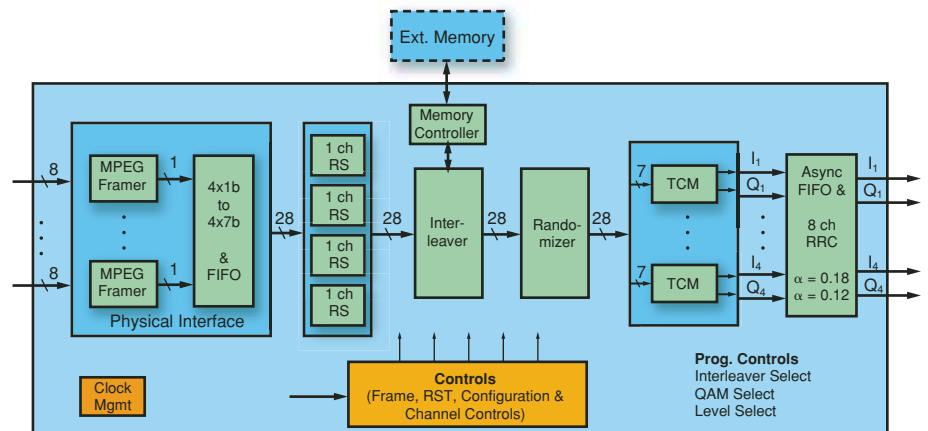 Ext. Memory
Memory
Controller
8
MPEG
Framer
1
4x1b
to
4x7b
&
FIFO
8
MPEG
Framer
1
Physical Interface
28
1 ch
RS
1 ch
RS
1 ch
RS
1 ch
RS
28
Inter-
leaver
28
Rando-
mizer
28
7
TCM
I1
Q1
7
TCM
I4
Q4
Async
FIFO &
8 ch
RRC
α = 0.18
α = 0.12
I1
Q1
I4
Q4
Clock
Mgmt
Controls
(Frame, RST, Configuration &
Channel Controls)
Prog. Controls
Interleaver Select
QAM Select
Level Select